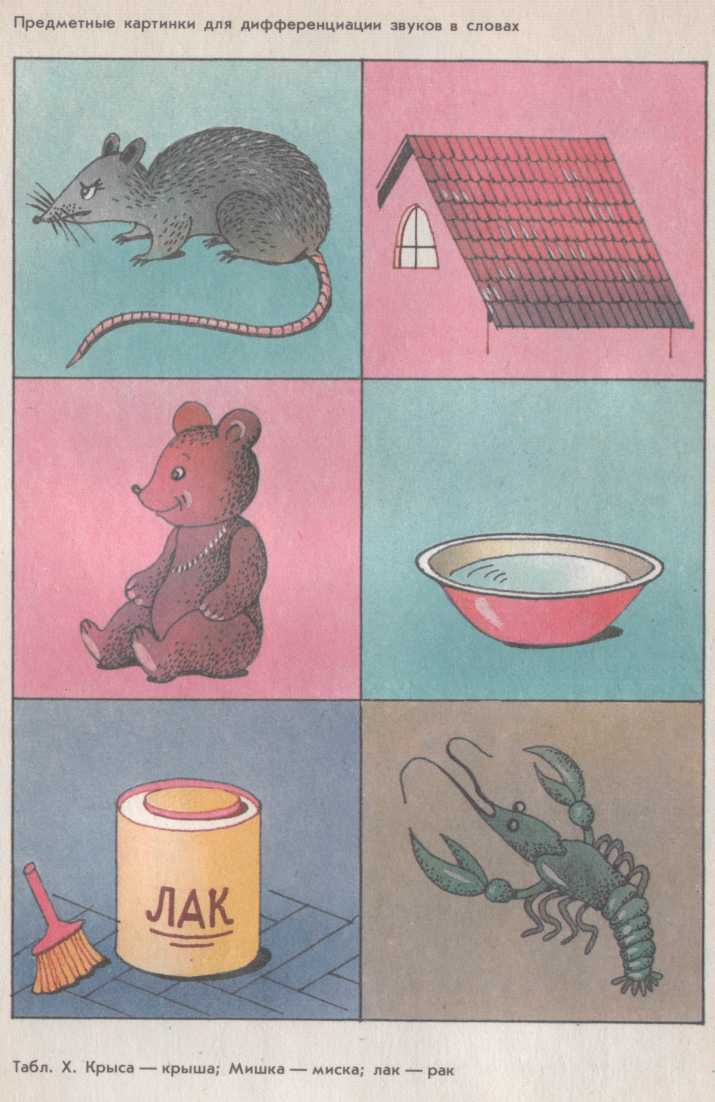 Предметные картинки для дифференциации звуков в словах
ЛАК
Табл. X. Крыса — крыша; Мишка — миска; лак — рак